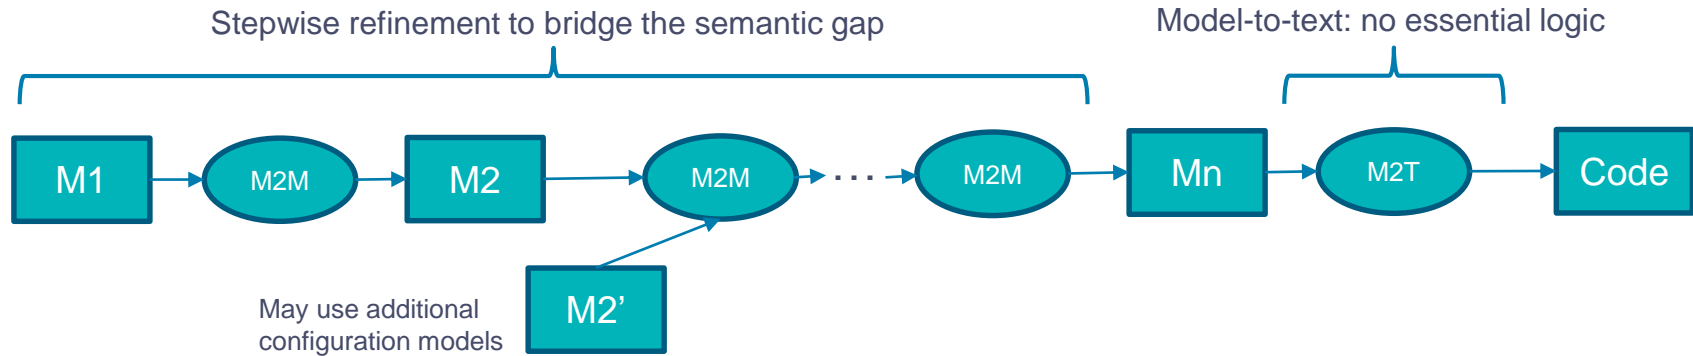 Stepwise refinement to bridge the semantic gap
Model-to-text: no essential logic
M1
M2M
M2
M2M
. . .
M2M
Mn
M2T
Code
M2’
May use additional
configuration models